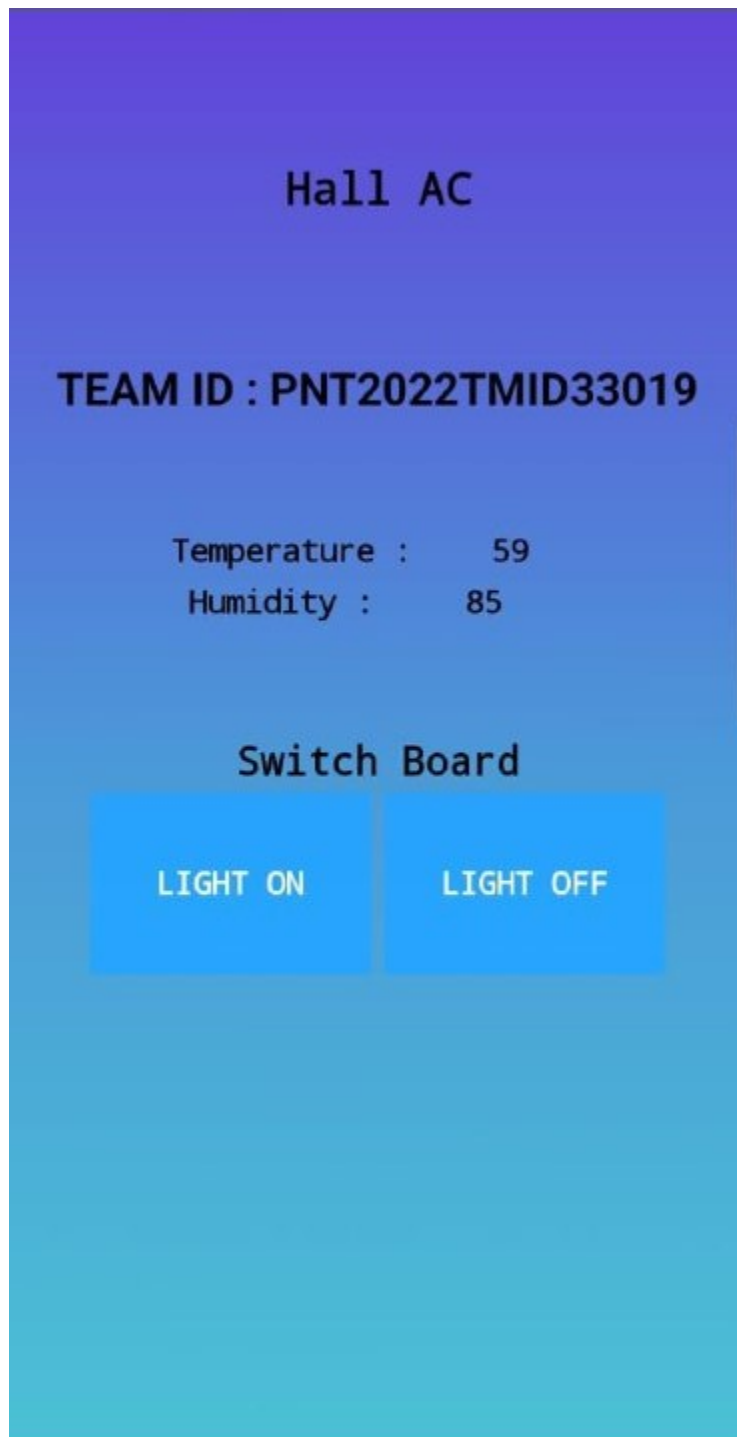 Hall AC
TEAM ID : PNT2022TMID33019
Temperature : 59
Humidity : 85
Switch Board
LIGHT ON LIGHT OFF